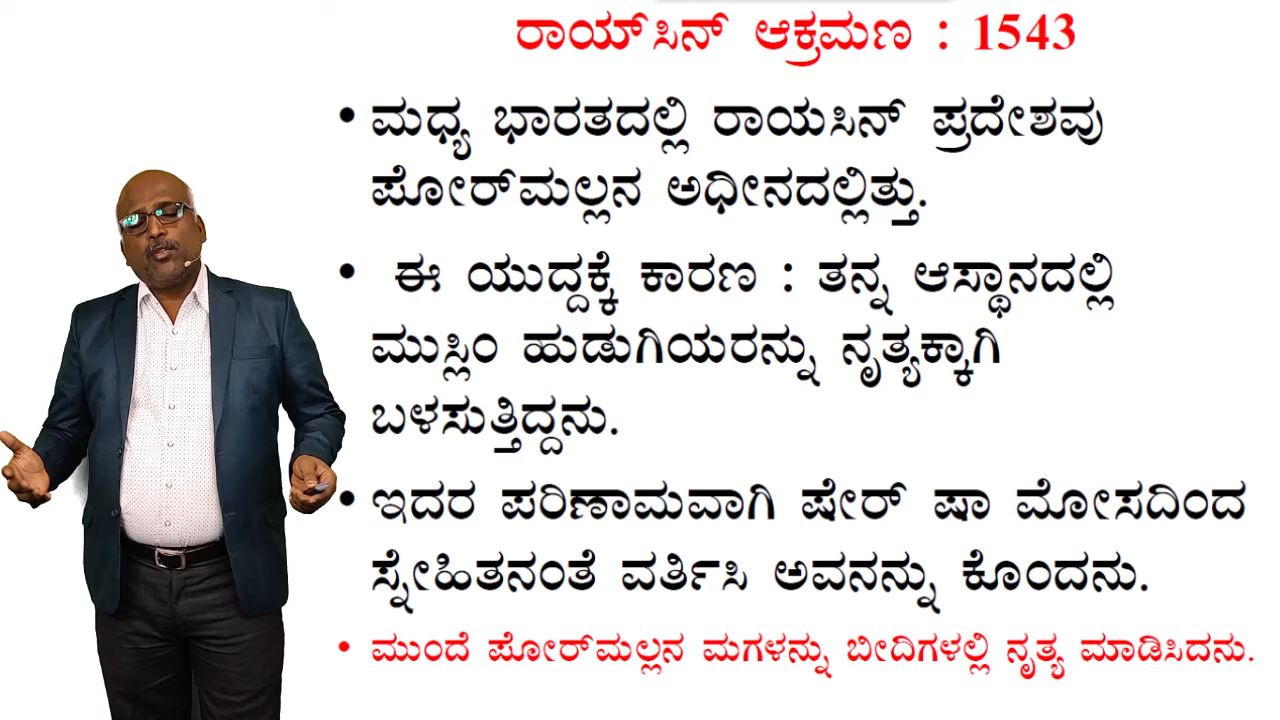 ರಾಯ್‌ಸಿನ್ ಆಕ್ರಮಣ : 1543
• ಮಧ್ಯ ಭಾರತದಲ್ಲಿ ರಾಯಸಿನ್ ಪ್ರದೇಶವು
ಪೋರ್‌ಮಲ್ಲನ ಅಧೀನದಲ್ಲಿತ್ತು.
• ಈ ಯುದ್ದಕ್ಕೆ ಕಾರಣ : ತನ್ನ ಆಸ್ಥಾನದಲ್ಲಿ
ಮುಸ್ಲಿಂ ಹುಡುಗಿಯರನ್ನು ನೃತ್ಯಕ್ಕಾಗಿ
ಬಳಸುತ್ತಿದ್ದನು.
• ಇದರ ಪರಿಣಾಮವಾಗಿ ಷೇರ್ ಷಾ ಮೋಸದಿಂದ
ಸ್ನೇಹಿತನಂತೆ ವರ್ತಿಸಿ ಅವನನ್ನು ಕೊಂದನು.
• ಮುಂದೆ ಪೋರ್‌ಮಲ್ಲನ ಮಗಳನ್ನು ಬೀದಿಗಳಲ್ಲಿ ನೃತ್ಯ ಮಾಡಿಸಿದನು.